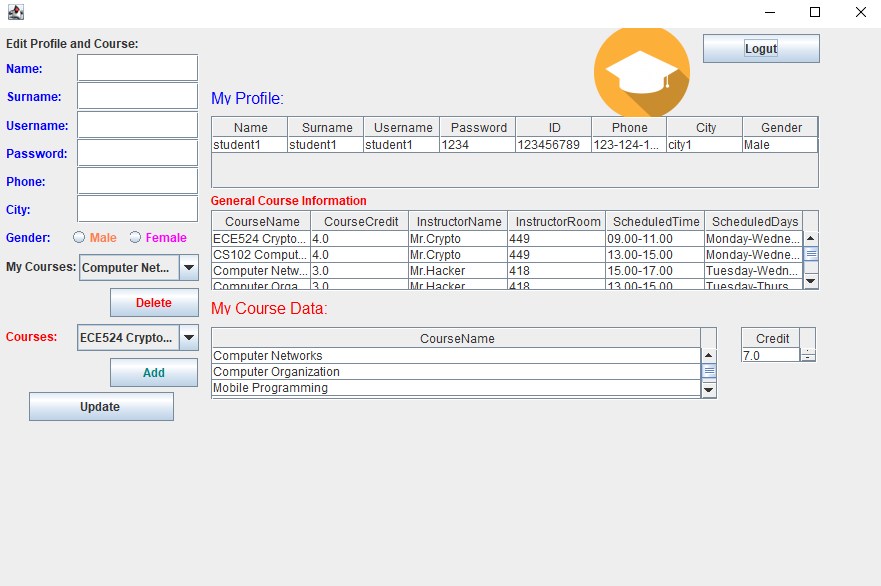 Edit Profile and Course:
Name:
Surname:
Username:
Password:
Phone:
City:
Gender: Male Female
My Courses: Computer Net...
Delete
Courses: ECE524 Crypto...
Add
Update
Logut
My Profile:
Name Surname Username Password ID Phone City Gender
student1 student1 student1 1234 123456789 123-124-1... city1 Male
General Course Information
CourseName CourseCredit InstructorName InstructorRoom ScheduledTime ScheduledDays
ECE524 Crypto... 4.0 Mr.Crypto 449 09.00-11.00 Monday-Wedne...
CS102 Comput... 4.0 Mr.Crypto 449 13.00-15.00 Monday-Wedne...
Computer Netw... 3.0 Mr.Hacker 418 15.00-17.00 Tuesday-Wedn...
Computer Orga... 3.0 Mr.Hacker 418 13.00-15.00 Tuesday-Thurs...
My Course Data:
CourseName
Computer Networks
Computer Organization
Mobile Programming
Credit
7.0